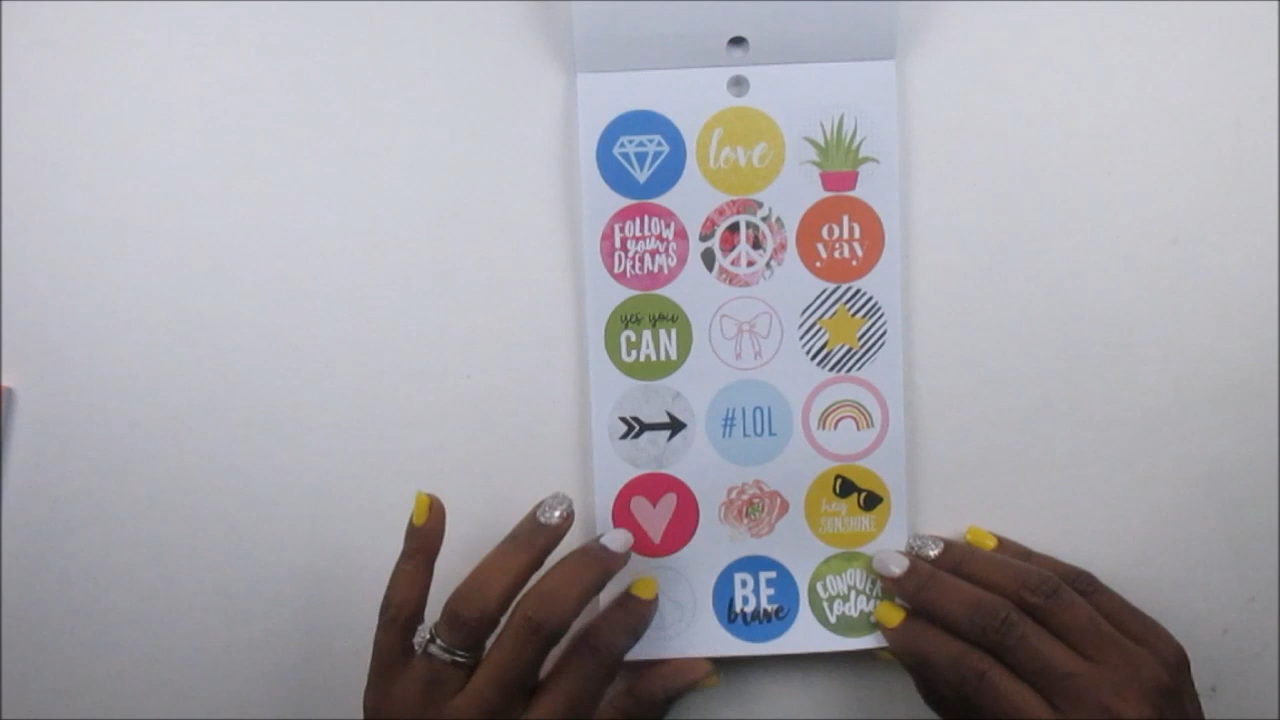 love
FOLLOW
your
DREAMS
oh
yay
yes you
CAN
#LOL
hey
SUNSHINE
BE
brave
CONQUER
today